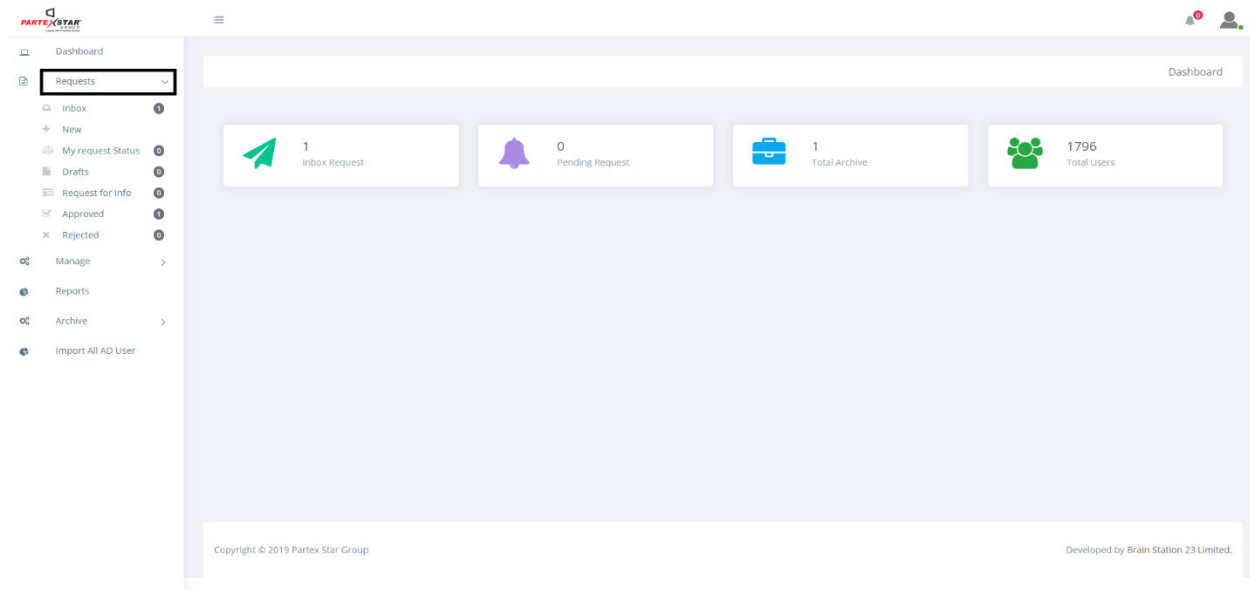 PARTEX STAR
GROUP
0
Dashboard
Requests
Inbox 1
New
My request Status 0
Drafts 0
Request for Info 0
Approved 1
Rejected 0
Manage
Reports
Archive
Import All AD User
Dashboard
1
Inbox Request
0
Pending Request
1
Total Archive
1796
Total Users
Copyright © 2019 Partex Star Group
Developed by Brain Station 23 Limited.